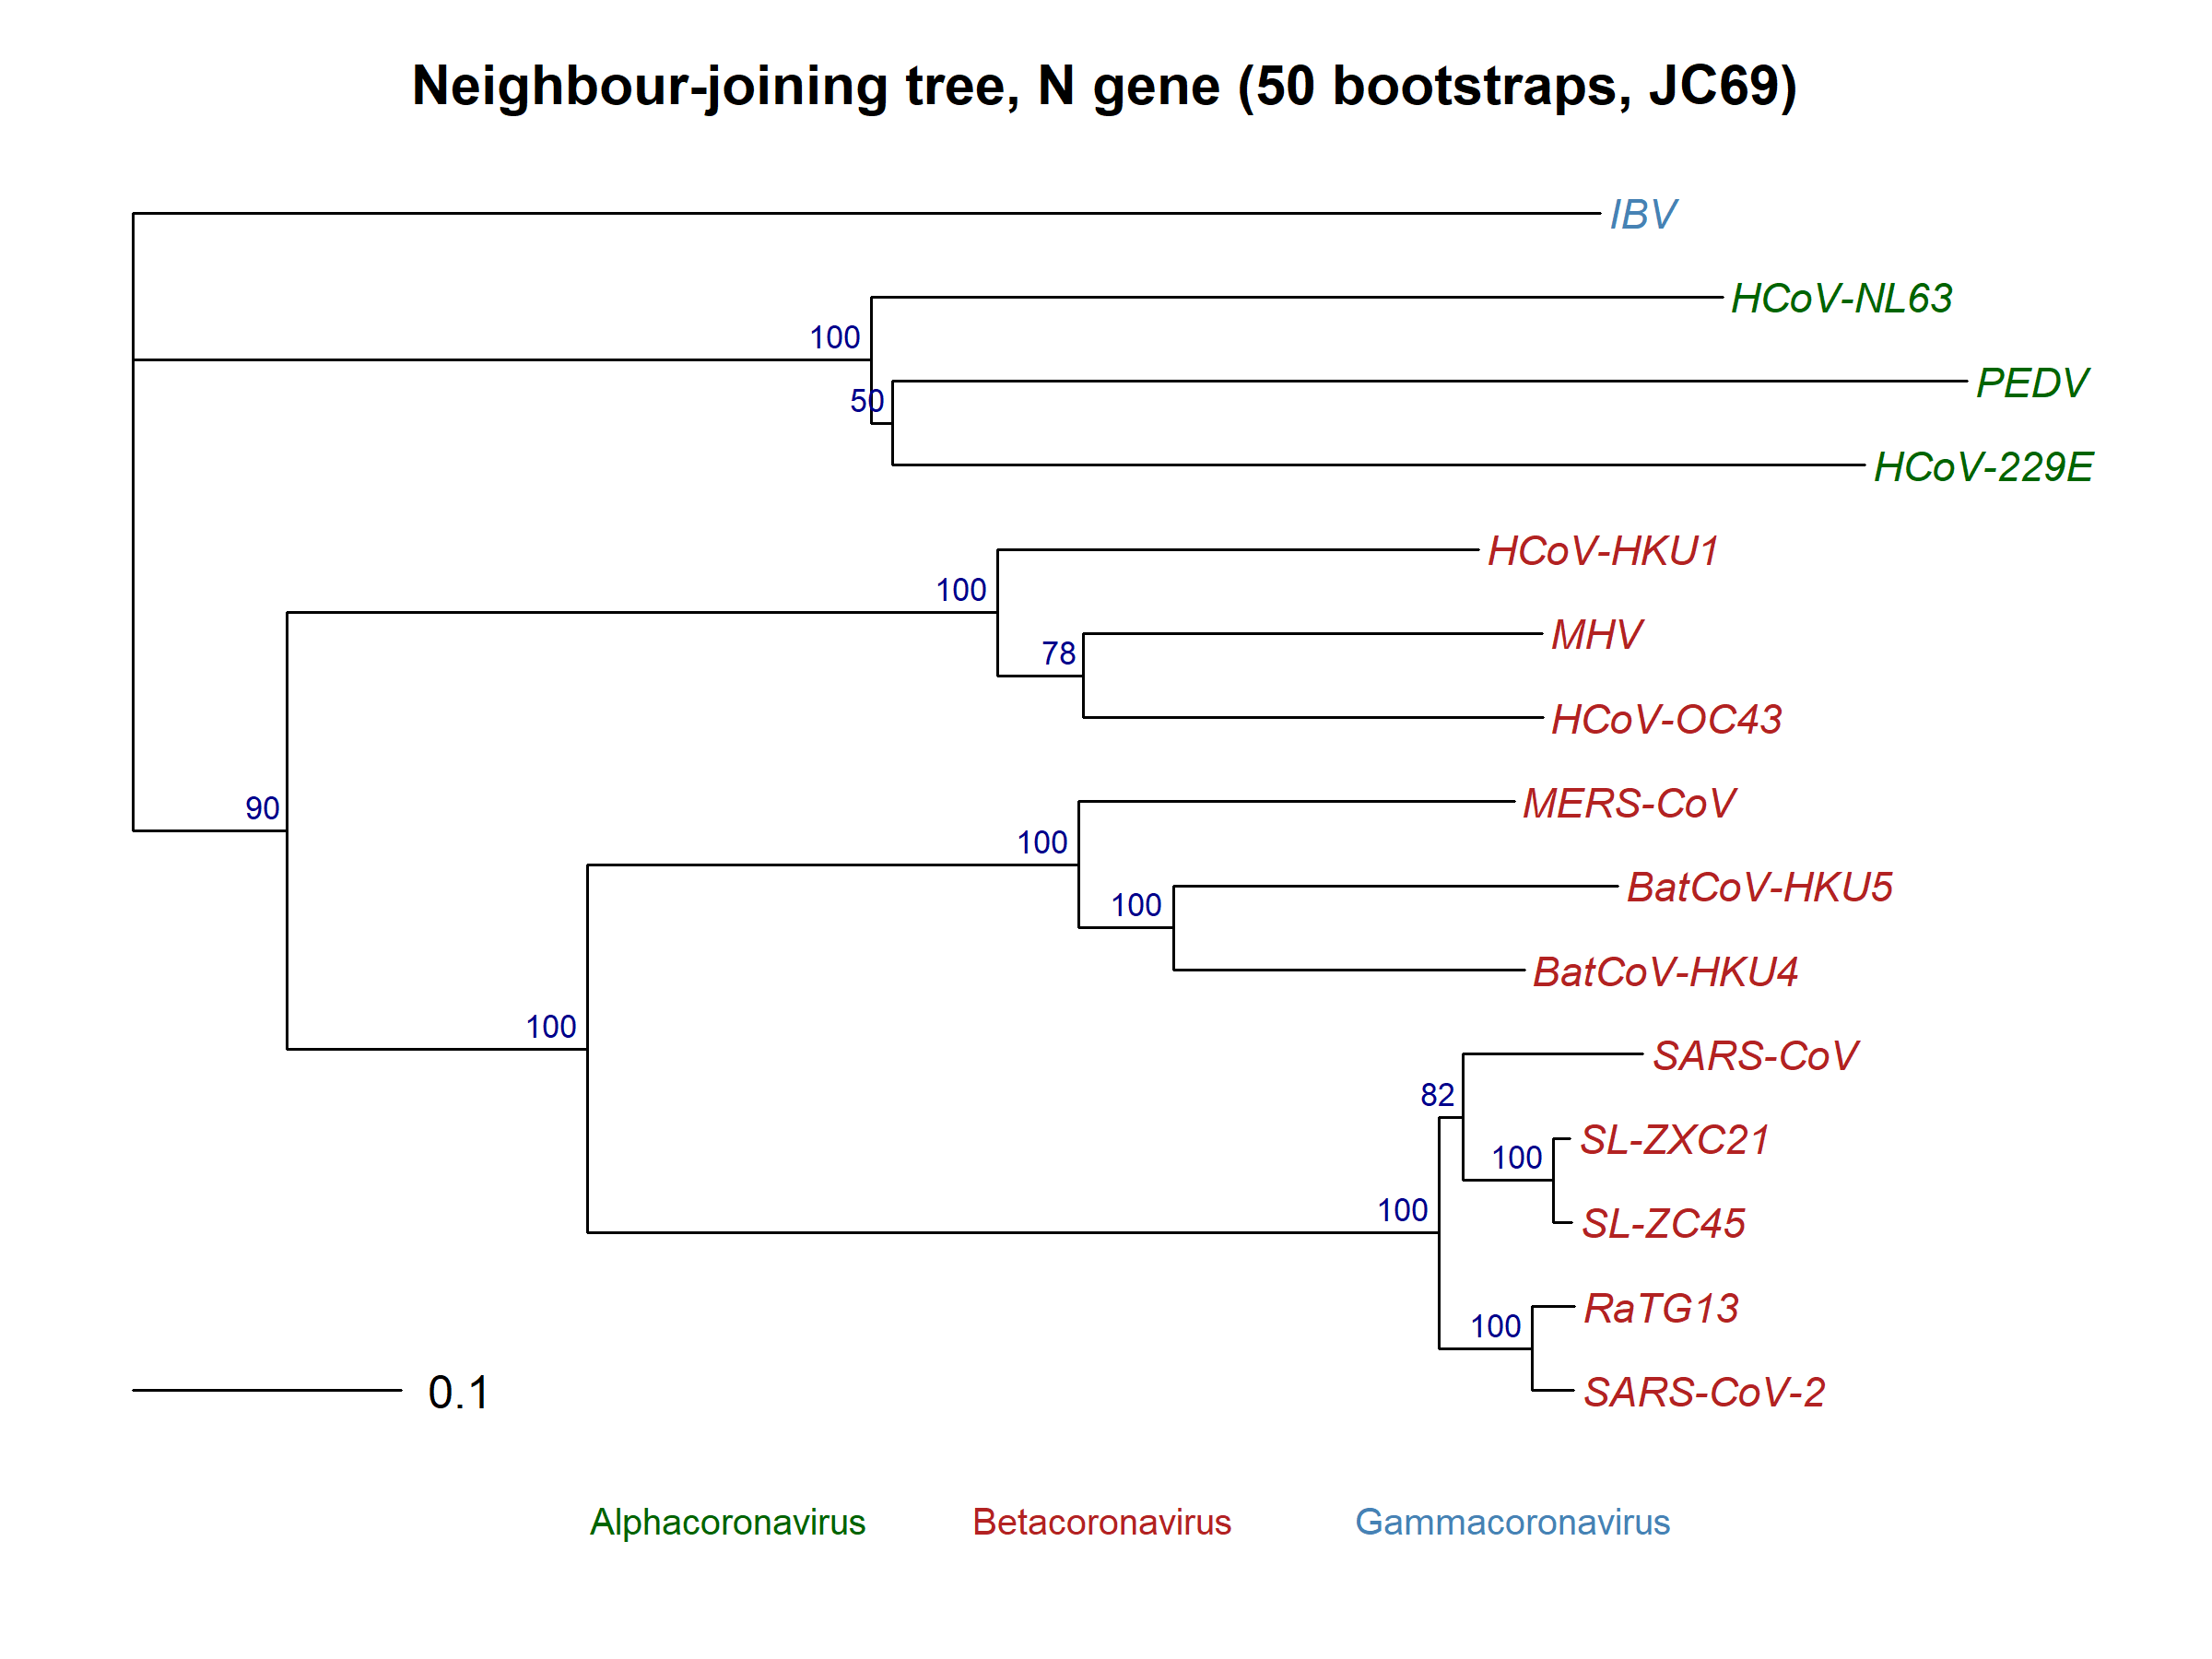 Neighbour-joining tree, N gene (50 bootstraps, JC69)
IBV
HCoV-NL63
100
PEDV
50
HCoV-229E
HCoV-HKU1
100
MHV
78
HCoV-OC43
MERS-CoV
90
100
BatCoV-HKU5
100
BatCoV-HKU4
100
SARS-CoV
82
SL-ZXC21
100
SL-ZC45
100
RaTG13
100
SARS-CoV-2
0.1
Alphacoronavirus Betacoronavirus Gammacoronavirus